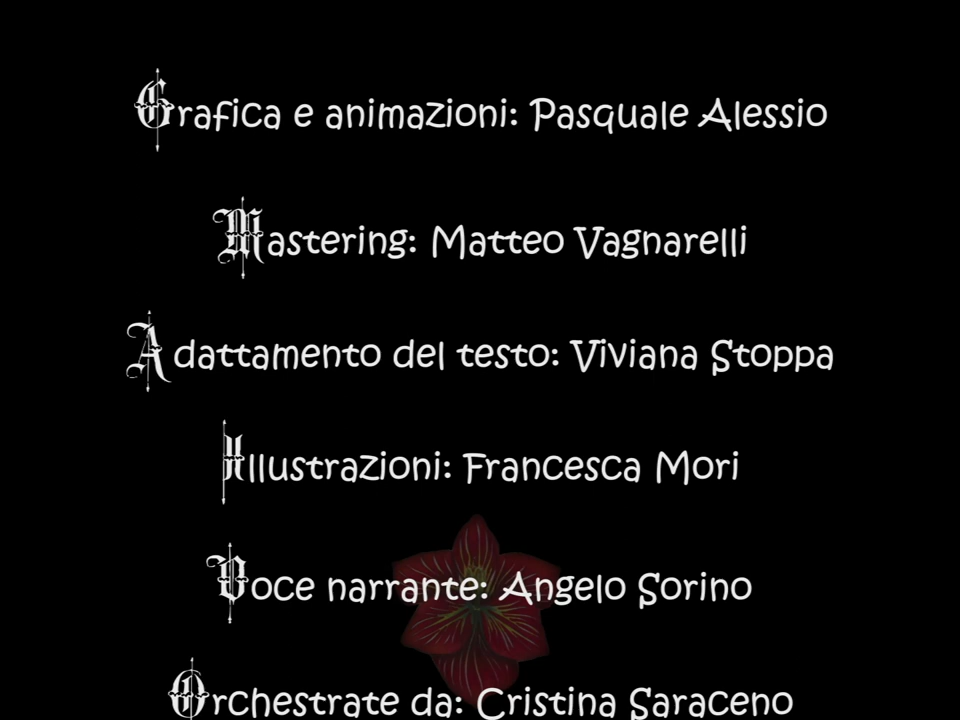 Grafica e animazioni: Pasquale Alessio
Mastering: Matteo Vagnarelli
Adattamento del testo: Viviana Stoppa
Illustrazioni: Francesca Mori
Voce narrante: Angelo Sorino
Orchestrate da: Cristina Saraceno